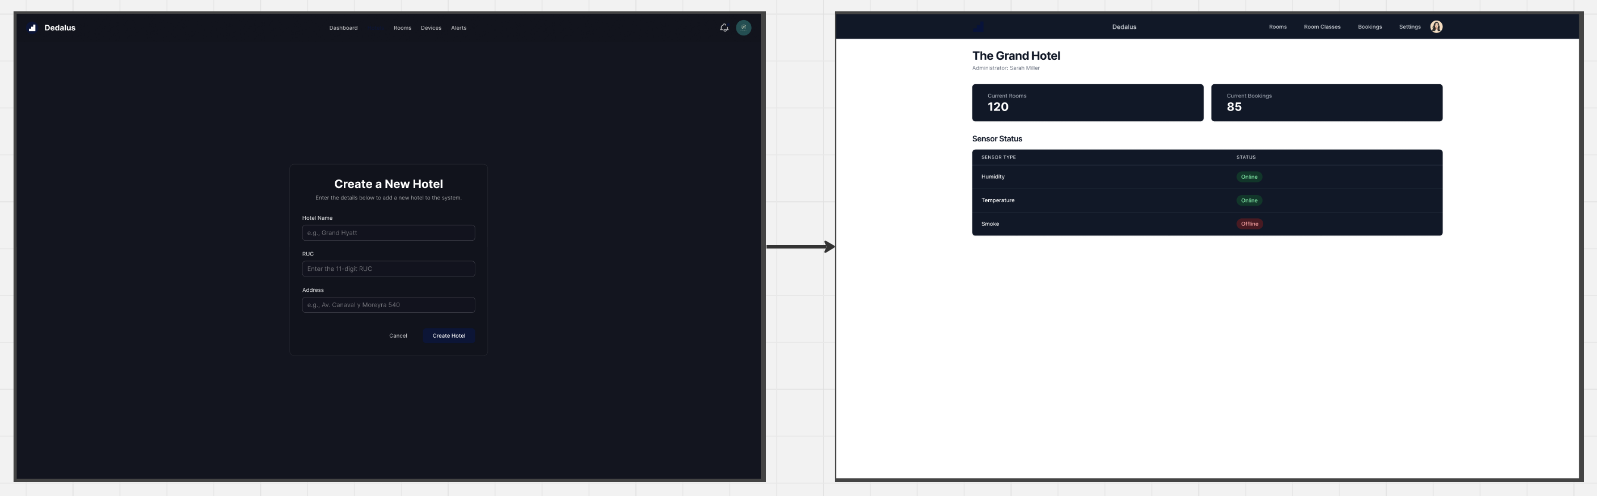 Dedalus
Dashboard Rooms Devices Alerts
Create a New Hotel
Enter the details below to add a new hotel to the system.
Hotel Name
e.g., Grand Hyatt
RUC
Enter the 11-digit RUC
Address
e.g., Av. Canaval y Moreyra 540
Cancel Create Hotel
Dedalus
Rooms Room Classes Bookings Settings
The Grand Hotel
Administrator: Sarah Miller
Current Rooms
120
Current Bookings
85
Sensor Status
SENSOR TYPE STATUS
Humidity Online
Temperature Online
Smoke Offline